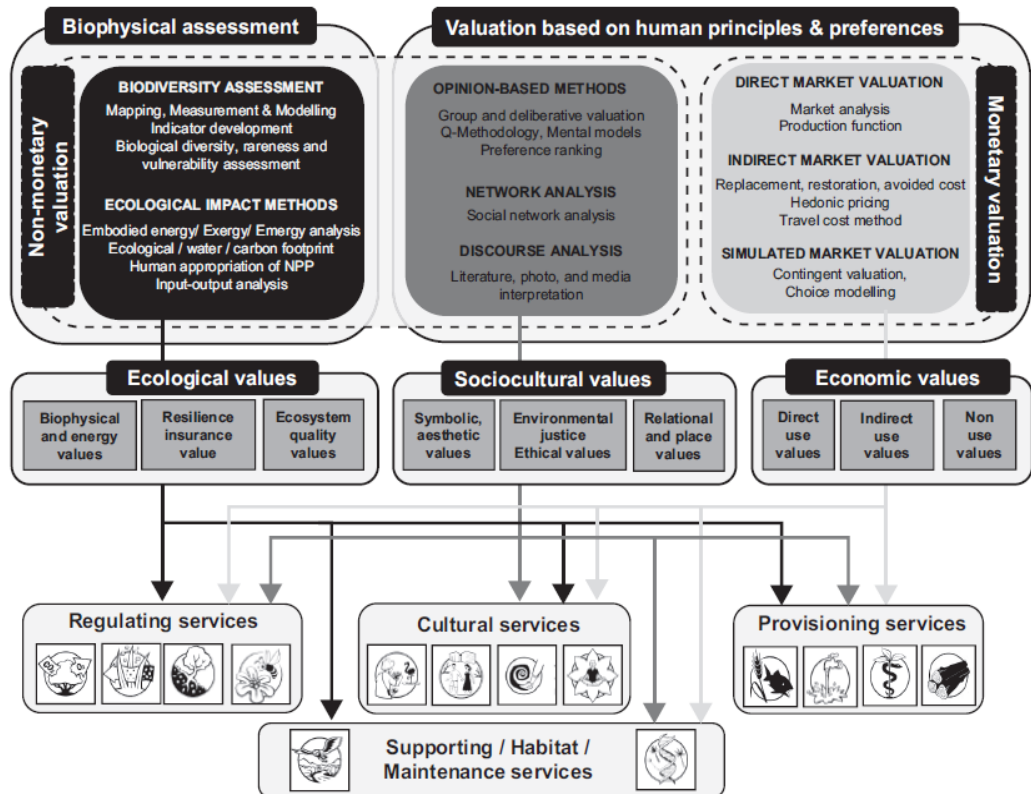 Biophysical assessment
Valuation based on human principles & preferences
Non-monetary
valuation
BIODIVERSITY ASSESSMENT
Mapping, Measurement & Modelling
Indicator development
Biological diversity, rareness and
vulnerability assessment
ECOLOGICAL IMPACT METHODS
Embodied energy/ Exergy/ Emergy analysis
Ecological / water / carbon footprint
Human appropriation of NPP
Input-output analysis
OPINION-BASED METHODS
Group and deliberative valuation
Q-Methodology, Mental models
Preference ranking
NETWORK ANALYSIS
Social network analysis
DISCOURSE ANALYSIS
Literature, photo, and media
interpretation
DIRECT MARKET VALUATION
Market analysis
Production function
INDIRECT MARKET VALUATION
Replacement, restoration, avoided cost
Hedonic pricing
Travel cost method
SIMULATED MARKET VALUATION
Contingent valuation,
Choice modelling
Monetary valuation
Ecological values
Biophysical
and energy
values
Resilience
insurance
value
Ecosystem
quality
values
Sociocultural values
Symbolic,
aesthetic
values
Environmental
justice
Ethical values
Relational
and place
values
Economic values
Direct
use
values
Indirect
use
values
Non
use
values
Regulating services
Cultural services
Provisioning services
Supporting / Habitat /
Maintenance services